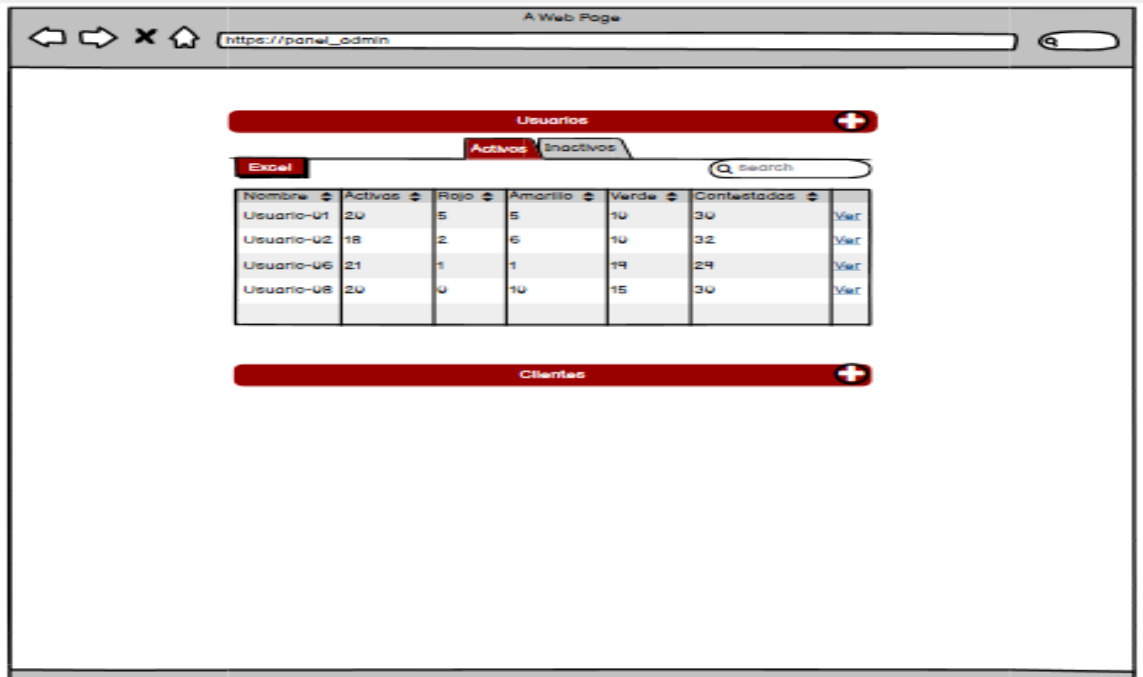 A Web Page
https://panel_admin
Usuarios
Activos Inactivos
Excel search
Nombre Activas Rojo Amarillo Verde Contestadas
Usuario-01 20 5 5 10 30 Ver
Usuario-02 18 2 6 10 32 Ver
Usuario-06 21 1 1 19 29 Ver
Usuario-08 20 0 10 15 30 Ver
Clientes